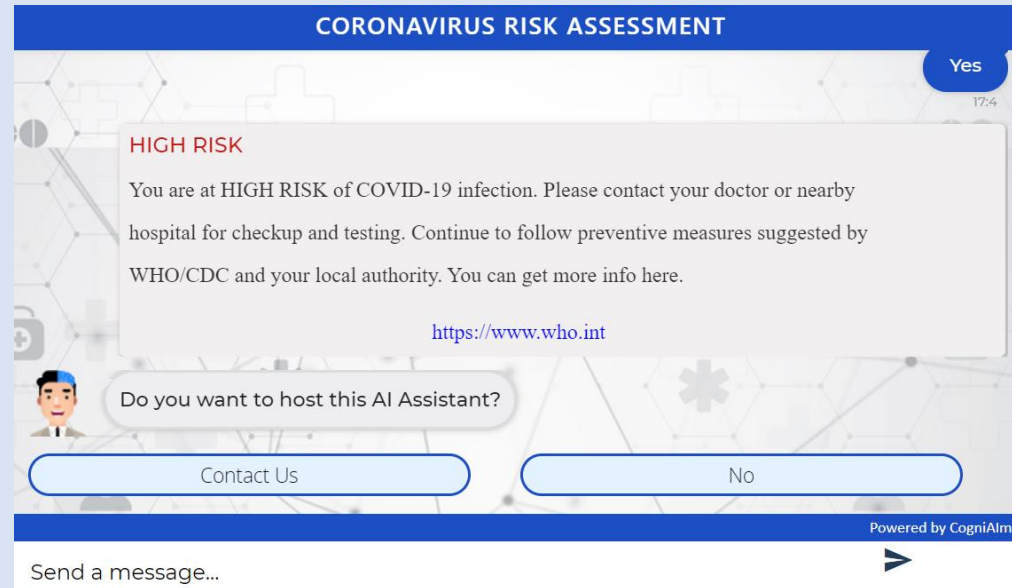 CORONAVIRUS RISK ASSESSMENT
Yes
17:4
HIGH RISK
You are at HIGH RISK of COVID-19 infection. Please contact your doctor or nearby
hospital for checkup and testing. Continue to follow preventive measures suggested by
WHO/CDC and your local authority. You can get more info here.
https://www.who.int
Do you want to host this AI Assistant?
Contact Us
No
Powered by CogniAIm
Send a message...